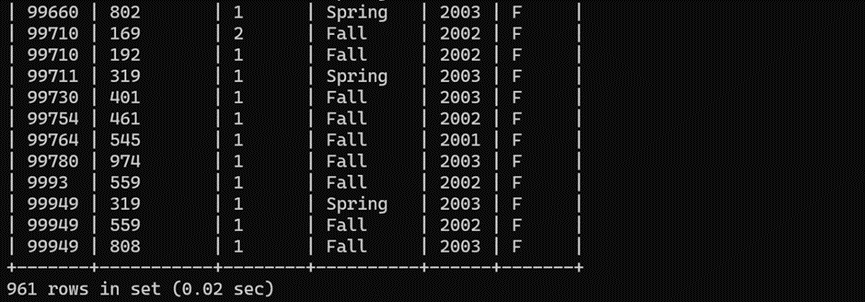 | 99660 | 802 | 1 | Spring | 2003 | F |
| 99710 | 169 | 2 | Fall | 2002 | F |
| 99710 | 192 | 1 | Fall | 2002 | F |
| 99711 | 319 | 1 | Spring | 2003 | F |
| 99730 | 401 | 1 | Fall | 2003 | F |
| 99754 | 461 | 1 | Fall | 2002 | F |
| 99764 | 545 | 1 | Fall | 2001 | F |
| 99780 | 974 | 1 | Fall | 2003 | F |
| 9993 | 559 | 1 | Fall | 2002 | F |
| 99949 | 319 | 1 | Spring | 2003 | F |
| 99949 | 559 | 1 | Fall | 2002 | F |
| 99949 | 808 | 1 | Fall | 2003 | F |
+-------+-----------+--------+----------+------+-------+
961 rows in set (0.02 sec)